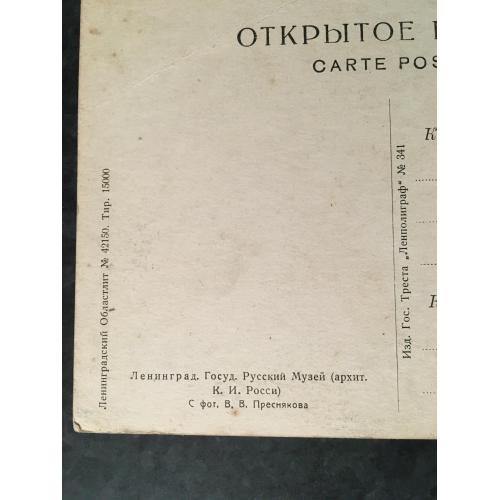 ОТКРЫТОЕ
CARTE POS
Ленинградский Областлит № 42150. Тир. 15000
Изд. Гос. Треста „Ленполиграф" № 341
К
Ленинград. Госуд. Русский Музей (архит.
К. И. Росси)
С фот. В. В. Преснякова